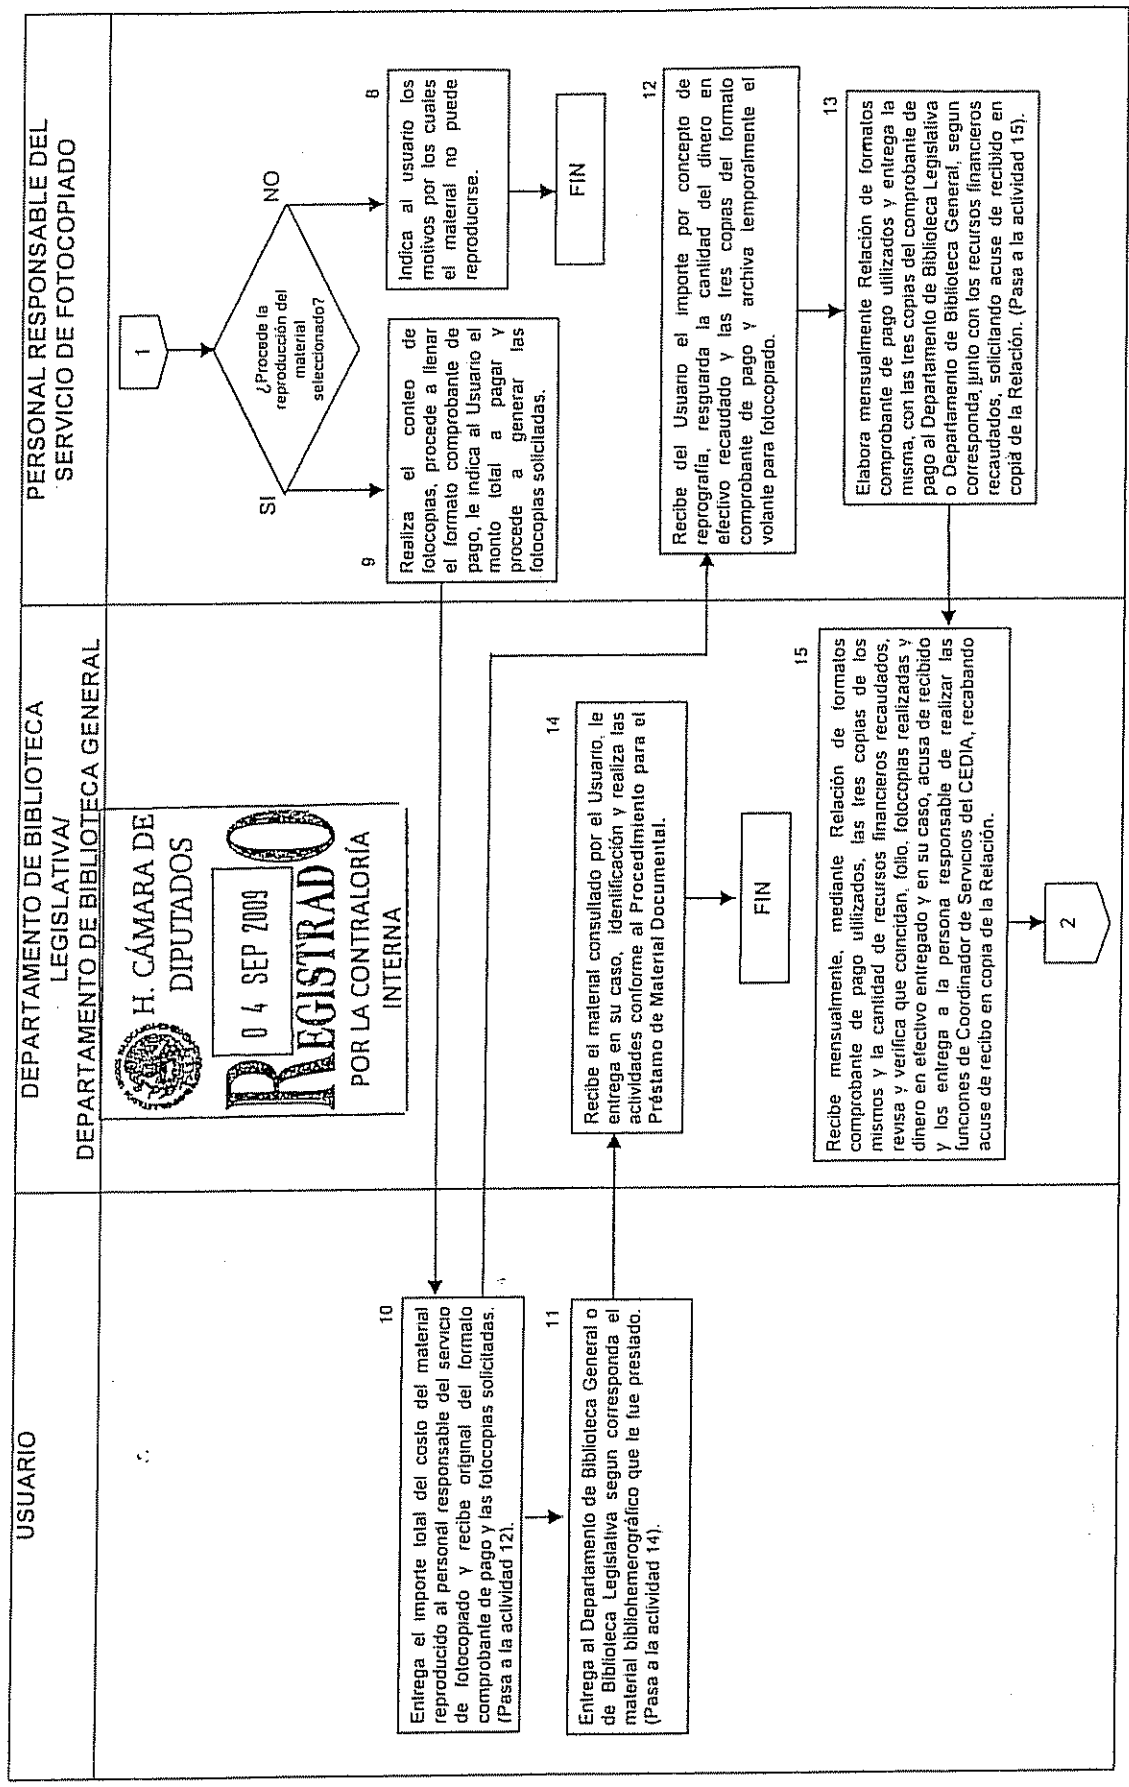 USUARIO
DEPARTAMENTO DE BIBLIOTECA
LEGISLATIVA/
DEPARTAMENTO DE BIBLIOTECA GENERAL
PERSONAL RESPONSABLE DEL
SERVICIO DE FOTOCOPIADO
H. CÁMARA DE
DIPUTADOS
0 4 SEP 2009
REGISTRADO
POR LA CONTRALORÍA
INTERNA
1
¿Procede la
reproducción del
material
seleccionado?
SI
NO
8
Indica al usuario los
motivos por los cuales
el material no puede
reproducirse.
FIN
9
Realiza el conteo de
fotocopias, procede a llenar
el formato comprobante de
pago, le indica al Usuario el
monto total a pagar y
procede a generar las
fotocopias solicitadas.
10
Entrega el importe total del costo del material
reproducido al personal responsable del servicio
de fotocopiado y recibe original del formato
comprobante de pago y las fotocopias solicitadas.
(Pasa a la actividad 12).
11
Entrega al Departamento de Biblioteca General o
de Biblioteca Legislativa segun corresponda el
material bibliohemerográfico que le fue prestado.
(Pasa a la actividad 14).
12
Recibe del Usuario el importe por concepto de
reprografía, resguarda la cantidad del dinero en
efectivo recaudado y las tres copias del formato
comprobante de pago y archiva temporalmente el
volante para fotocopiado.
13
Elabora mensualmente Relación de formatos
comprobante de pago utilizados y entrega la
misma, con las tres copias del comprobante de
pago al Departamento de Biblioteca Legislativa
o Departamento de Biblioteca General, segun
corresponda, junto con los recursos financieros
recaudados, solicitando acuse de recibido en
copia de la Relación. (Pasa a la actividad 15).
14
Recibe el material consultado por el Usuario, le
entrega en su caso, identificación y realiza las
actividades conforme al Procedimiento para el
Préstamo de Material Documental.
FIN
15
Recibe mensualmente, mediante Relación de formatos
comprobante de pago utilizados, las tres copias de los
mismos y la cantidad de recursos financieros recaudados,
revisa y verifica que coincidan, folio, fotocopias realizadas y
dinero en efectivo entregado y en su caso, acusa de recibido
y los entrega a la persona responsable de realizar las
funciones de Coordinador de Servicios del CEDIA, recabando
acuse de recibo en copia de la Relación.
2